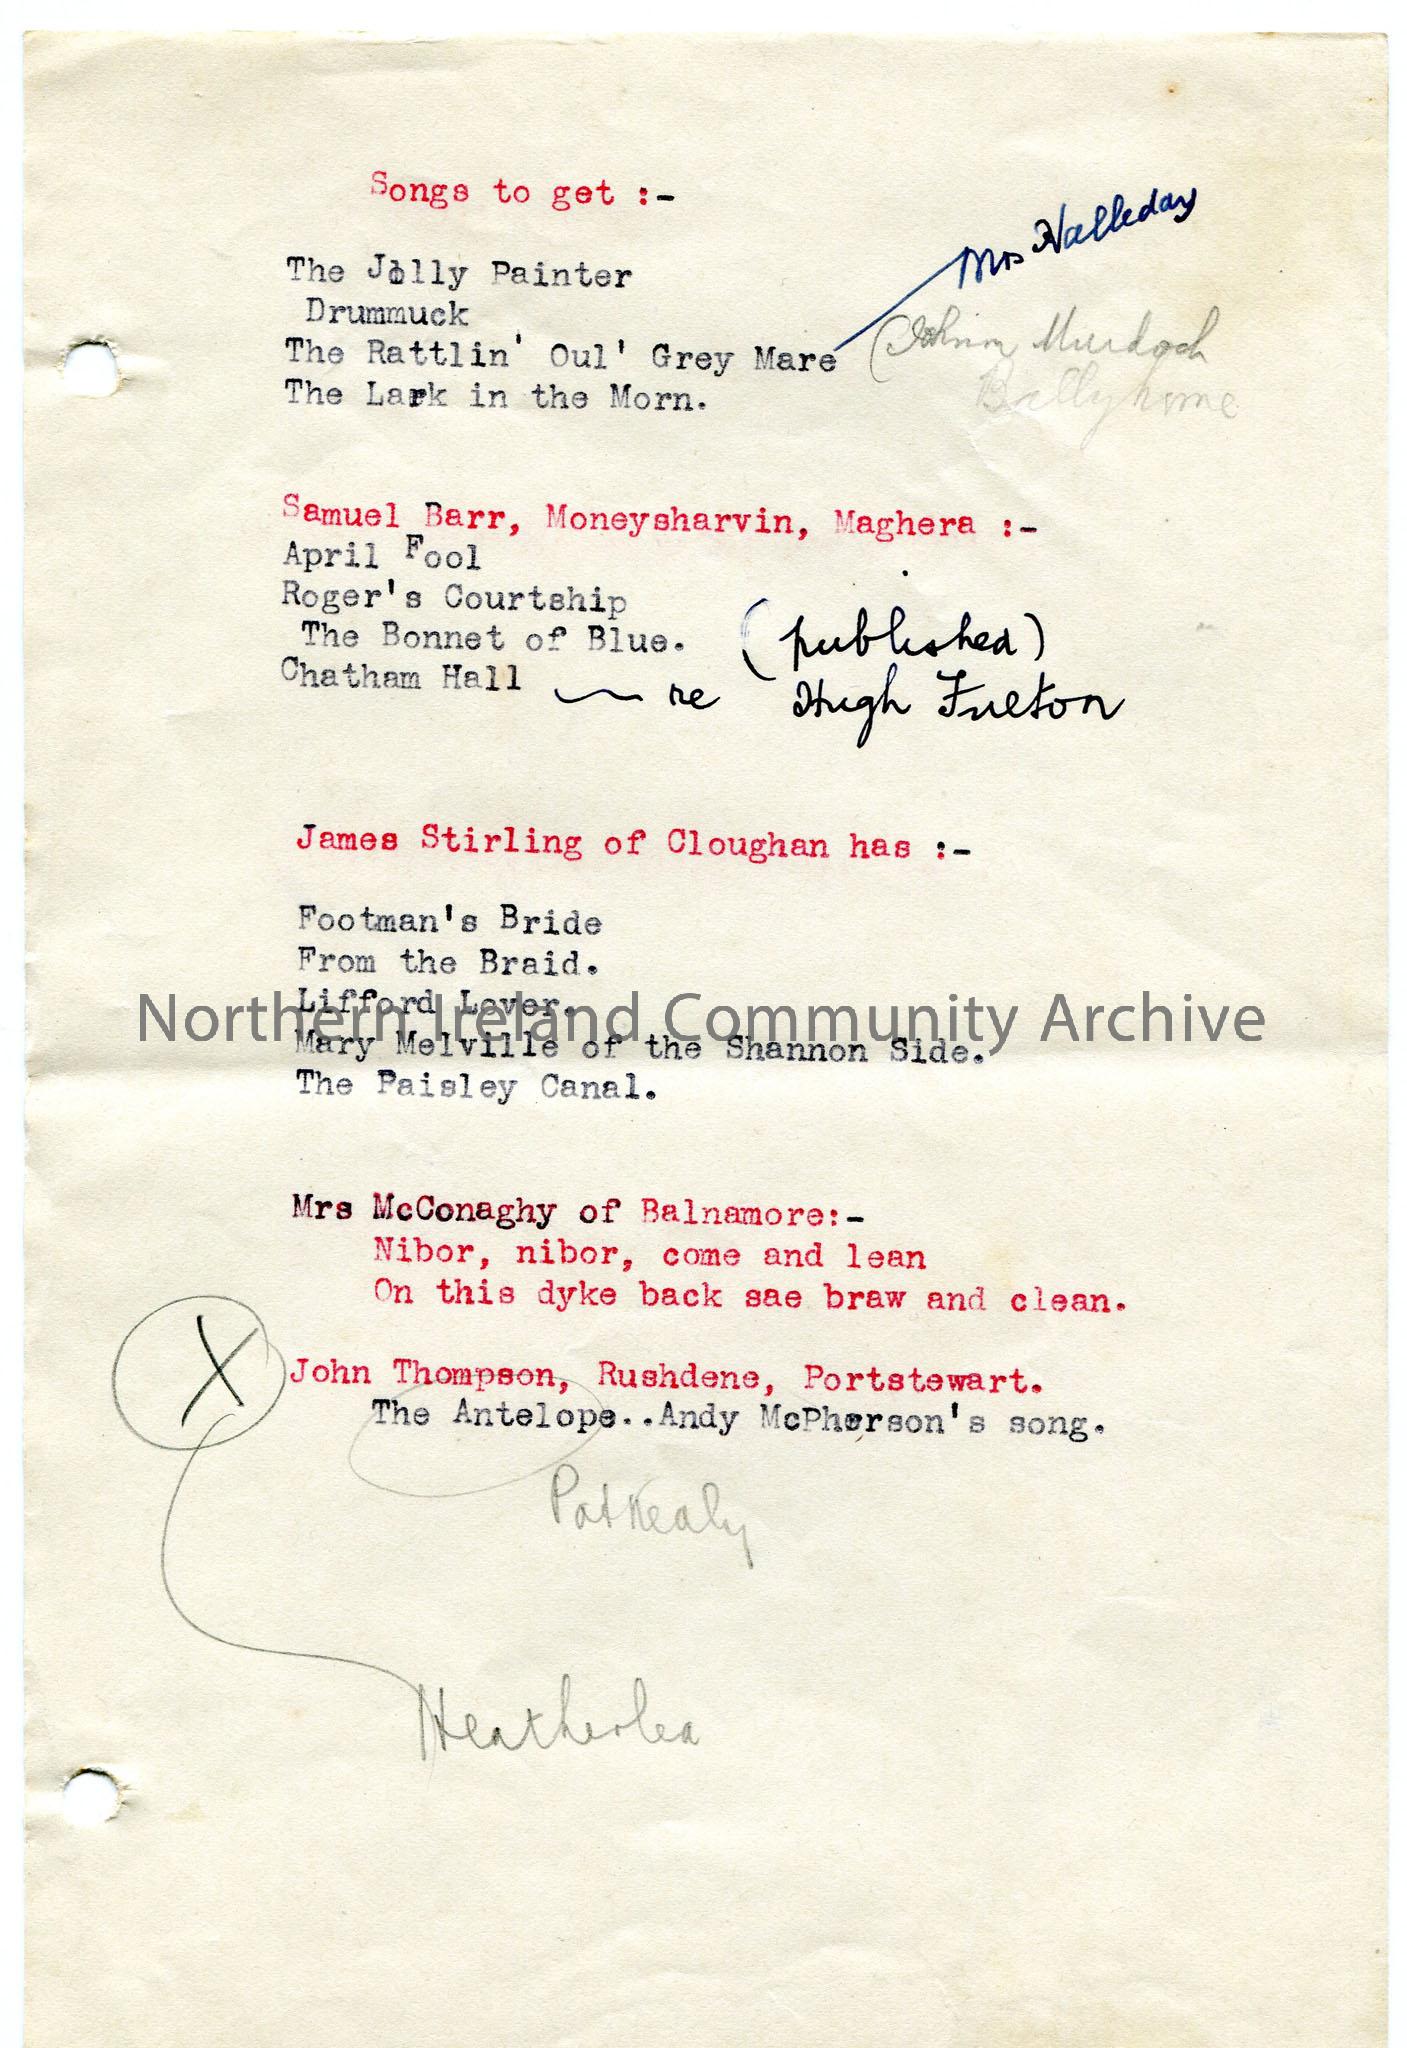 Songs to get :-
Mrs Halleday
The Jolly Painter
Drummuck
The Rattlin' Oul' Grey Mare
(John Murdoch
The Lark in the Morn.
Ballyhome
Samuel Barr, Moneysharvin, Maghera :-
April Fool
Roger's Courtship
The Bonnet of Blue. (published)
Chatham Hall re Hugh Fulton
James Stirling of Cloughan has :-
Footman's Bride
From the Braid.
Lifford Lover.
Northern Ireland Community Archive
Mary Melville of the Shannon Side.
The Paisley Canal.
Mrs McConaghy of Balnamore:-
Nibor, nibor, come and lean
On this dyke back sae braw and clean.
X John Thompson, Rushdene, Portstewart.
The Antelope..Andy McPherson's song.
Pat Kealy
Heatherlea